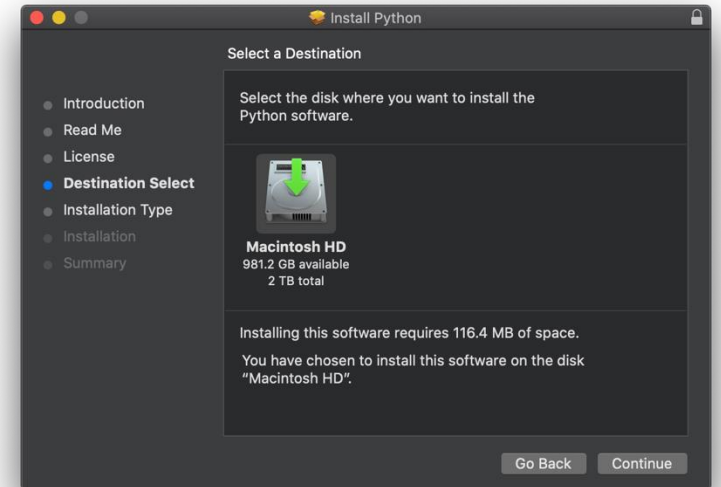 Install Python
Select a Destination
Introduction
Read Me
License
Destination Select
Installation Type
Installation
Summary
Select the disk where you want to install the
Python software.
Macintosh HD
981.2 GB available
2 TB total
Installing this software requires 116.4 MB of space.
You have chosen to install this software on the disk
“Macintosh HD”.
Go Back
Continue